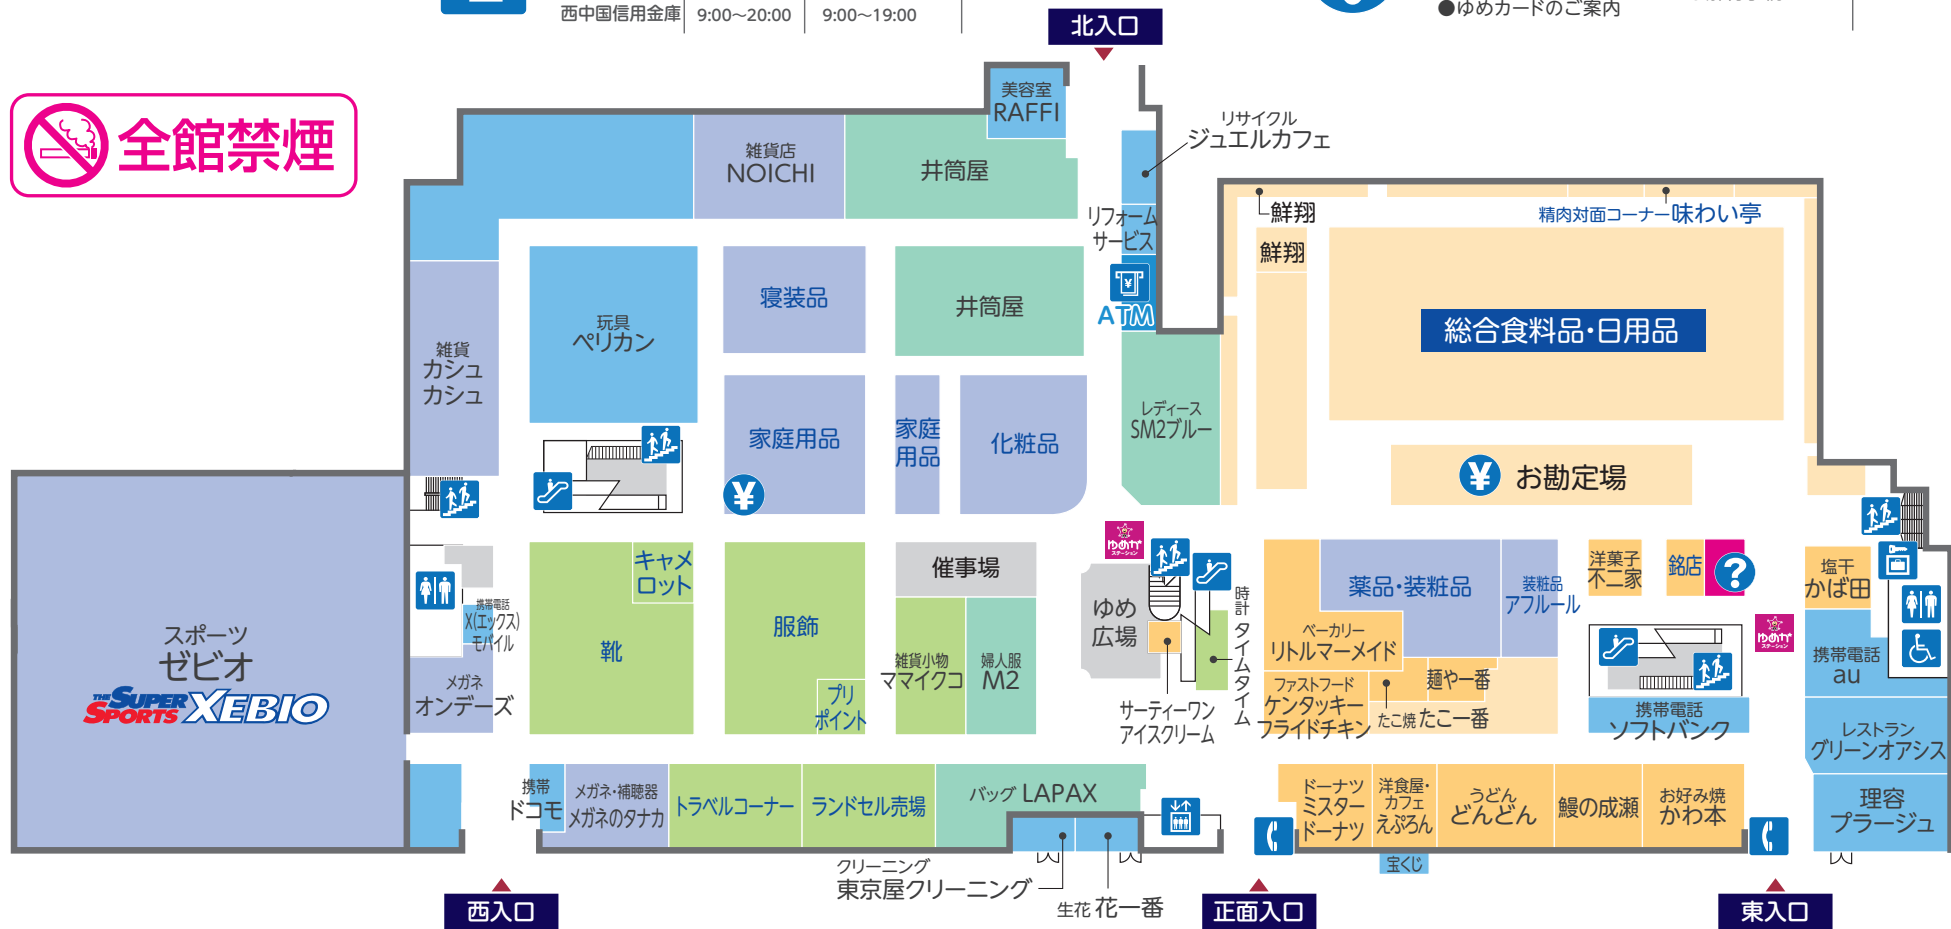 西中国信用金庫 9:00〜20:00 9:00〜19:00
●ゆめカードのご案内
北入口
全館禁煙
美容室
RAFFI
リサイクル
ジュエルカフェ
雑貨店
NOICHI
井筒屋
リフォーム
サービス
ATM
鮮翔
鮮翔
精肉対面コーナー 味わい亭
総合食料品・日用品
雑貨
カシュ
カシュ
玩具
ペリカン
寝装品
井筒屋
家庭用品
家庭
用品
化粧品
レディース
SM2ブルー
¥
¥ お勘定場
スポーツ
ゼビオ
THE SUPER SPORTS XEBIO
携帯電話
X(エックス)
モバイル
メガネ
オンデーズ
キャメ
ロット
靴
服飾
プリ
ポイント
催事場
雑貨小物
ママイクコ
婦人服
M2
ゆめか
ステーション
ゆめ
広場
時計 タイムタイム
サーティーワン
アイスクリーム
薬品・装粧品
装粧品
アフルール
ベーカリー
リトルマーメイド
ファストフード
ケンタッキー
フライドチキン
麺や一番
たこ焼 たこ一番
洋菓子
不二家
銘店
?
ゆめか
ステーション
携帯電話
ソフトバンク
塩干
かば田
携帯電話
au
レストラン
グリーンオアシス
理容
プラージュ
携帯
ドコモ
メガネ・補聴器
メガネのタナカ
トラベルコーナー
ランドセル売場
バッグ LAPAX
ドーナツ
ミスター
ドーナツ
洋食屋・
カフェ
えぷろん
うどん
どんどん
鰻の成瀬
お好み焼
かわ本
宝くじ
クリーニング
東京屋クリーニング
生花 花一番
西入口
正面入口
東入口